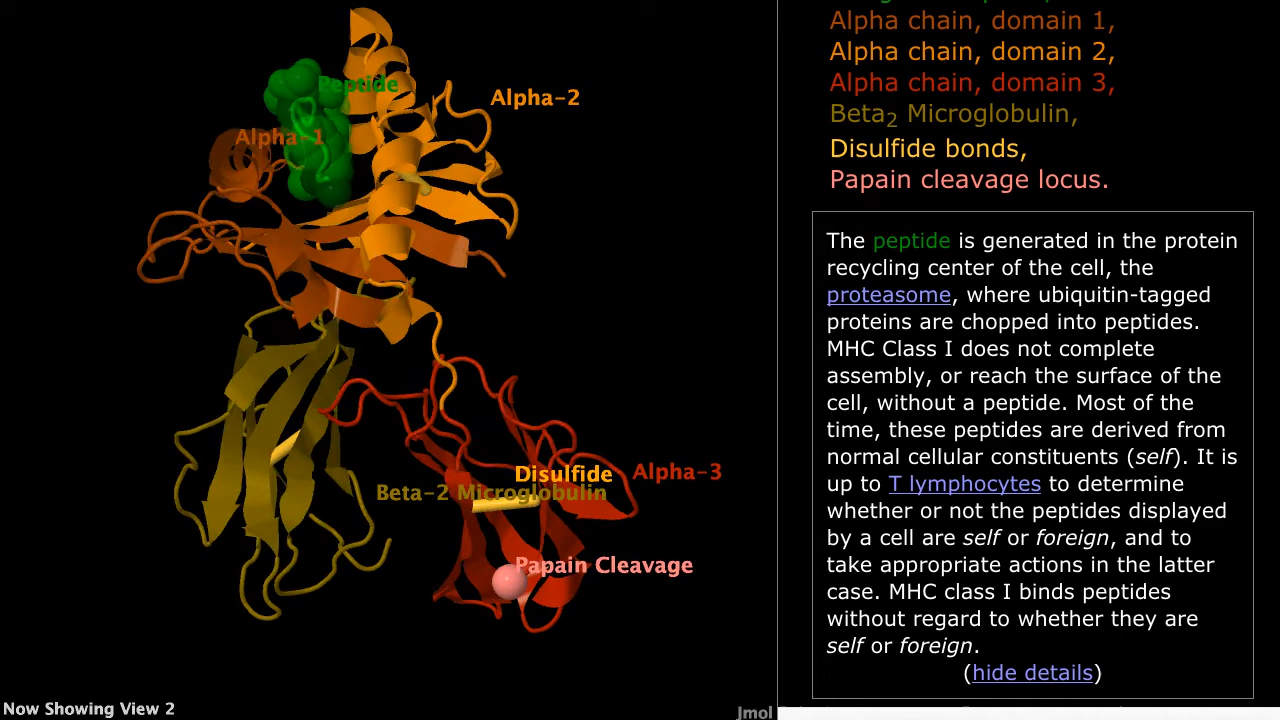 Peptide
Alpha-2
Alpha-1
Disulfide
Alpha-3
Beta-2 Microglobulin
Papain Cleavage
Now Showing View 2
Jmol
Alpha chain, domain 1,
Alpha chain, domain 2,
Alpha chain, domain 3,
Beta2 Microglobulin,
Disulfide bonds,
Papain cleavage locus.
The peptide is generated in the protein
recycling center of the cell, the
proteasome, where ubiquitin-tagged
proteins are chopped into peptides.
MHC Class I does not complete
assembly, or reach the surface of the
cell, without a peptide. Most of the
time, these peptides are derived from
normal cellular constituents (self). It is
up to T lymphocytes to determine
whether or not the peptides displayed
by a cell are self or foreign, and to
take appropriate actions in the latter
case. MHC class I binds peptides
without regard to whether they are
self or foreign.
(hide details)